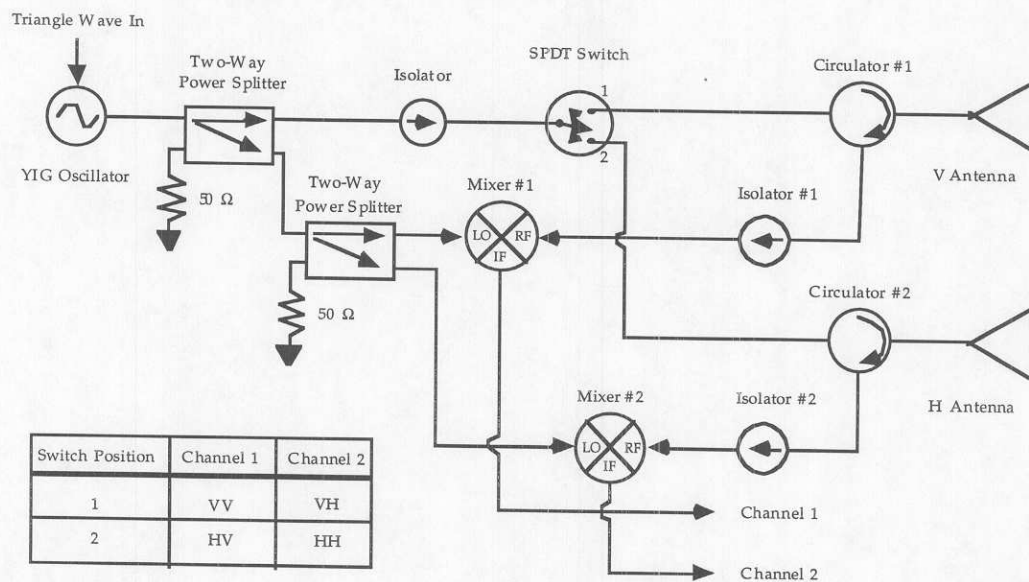 Triangle Wave In
Two-Way
Power Splitter
Isolator
SPDT Switch
1
2
Circulator #1
YIG Oscillator
50 Ω
Two-Way
Power Splitter
Mixer #1
LO RF
IF
Isolator #1
V Antenna
50 Ω
Circulator #2
Mixer #2
LO RF
IF
Isolator #2
H Antenna
Switch Position Channel 1 Channel 2
1 VV VH
2 HV HH
Channel 1
Channel 2